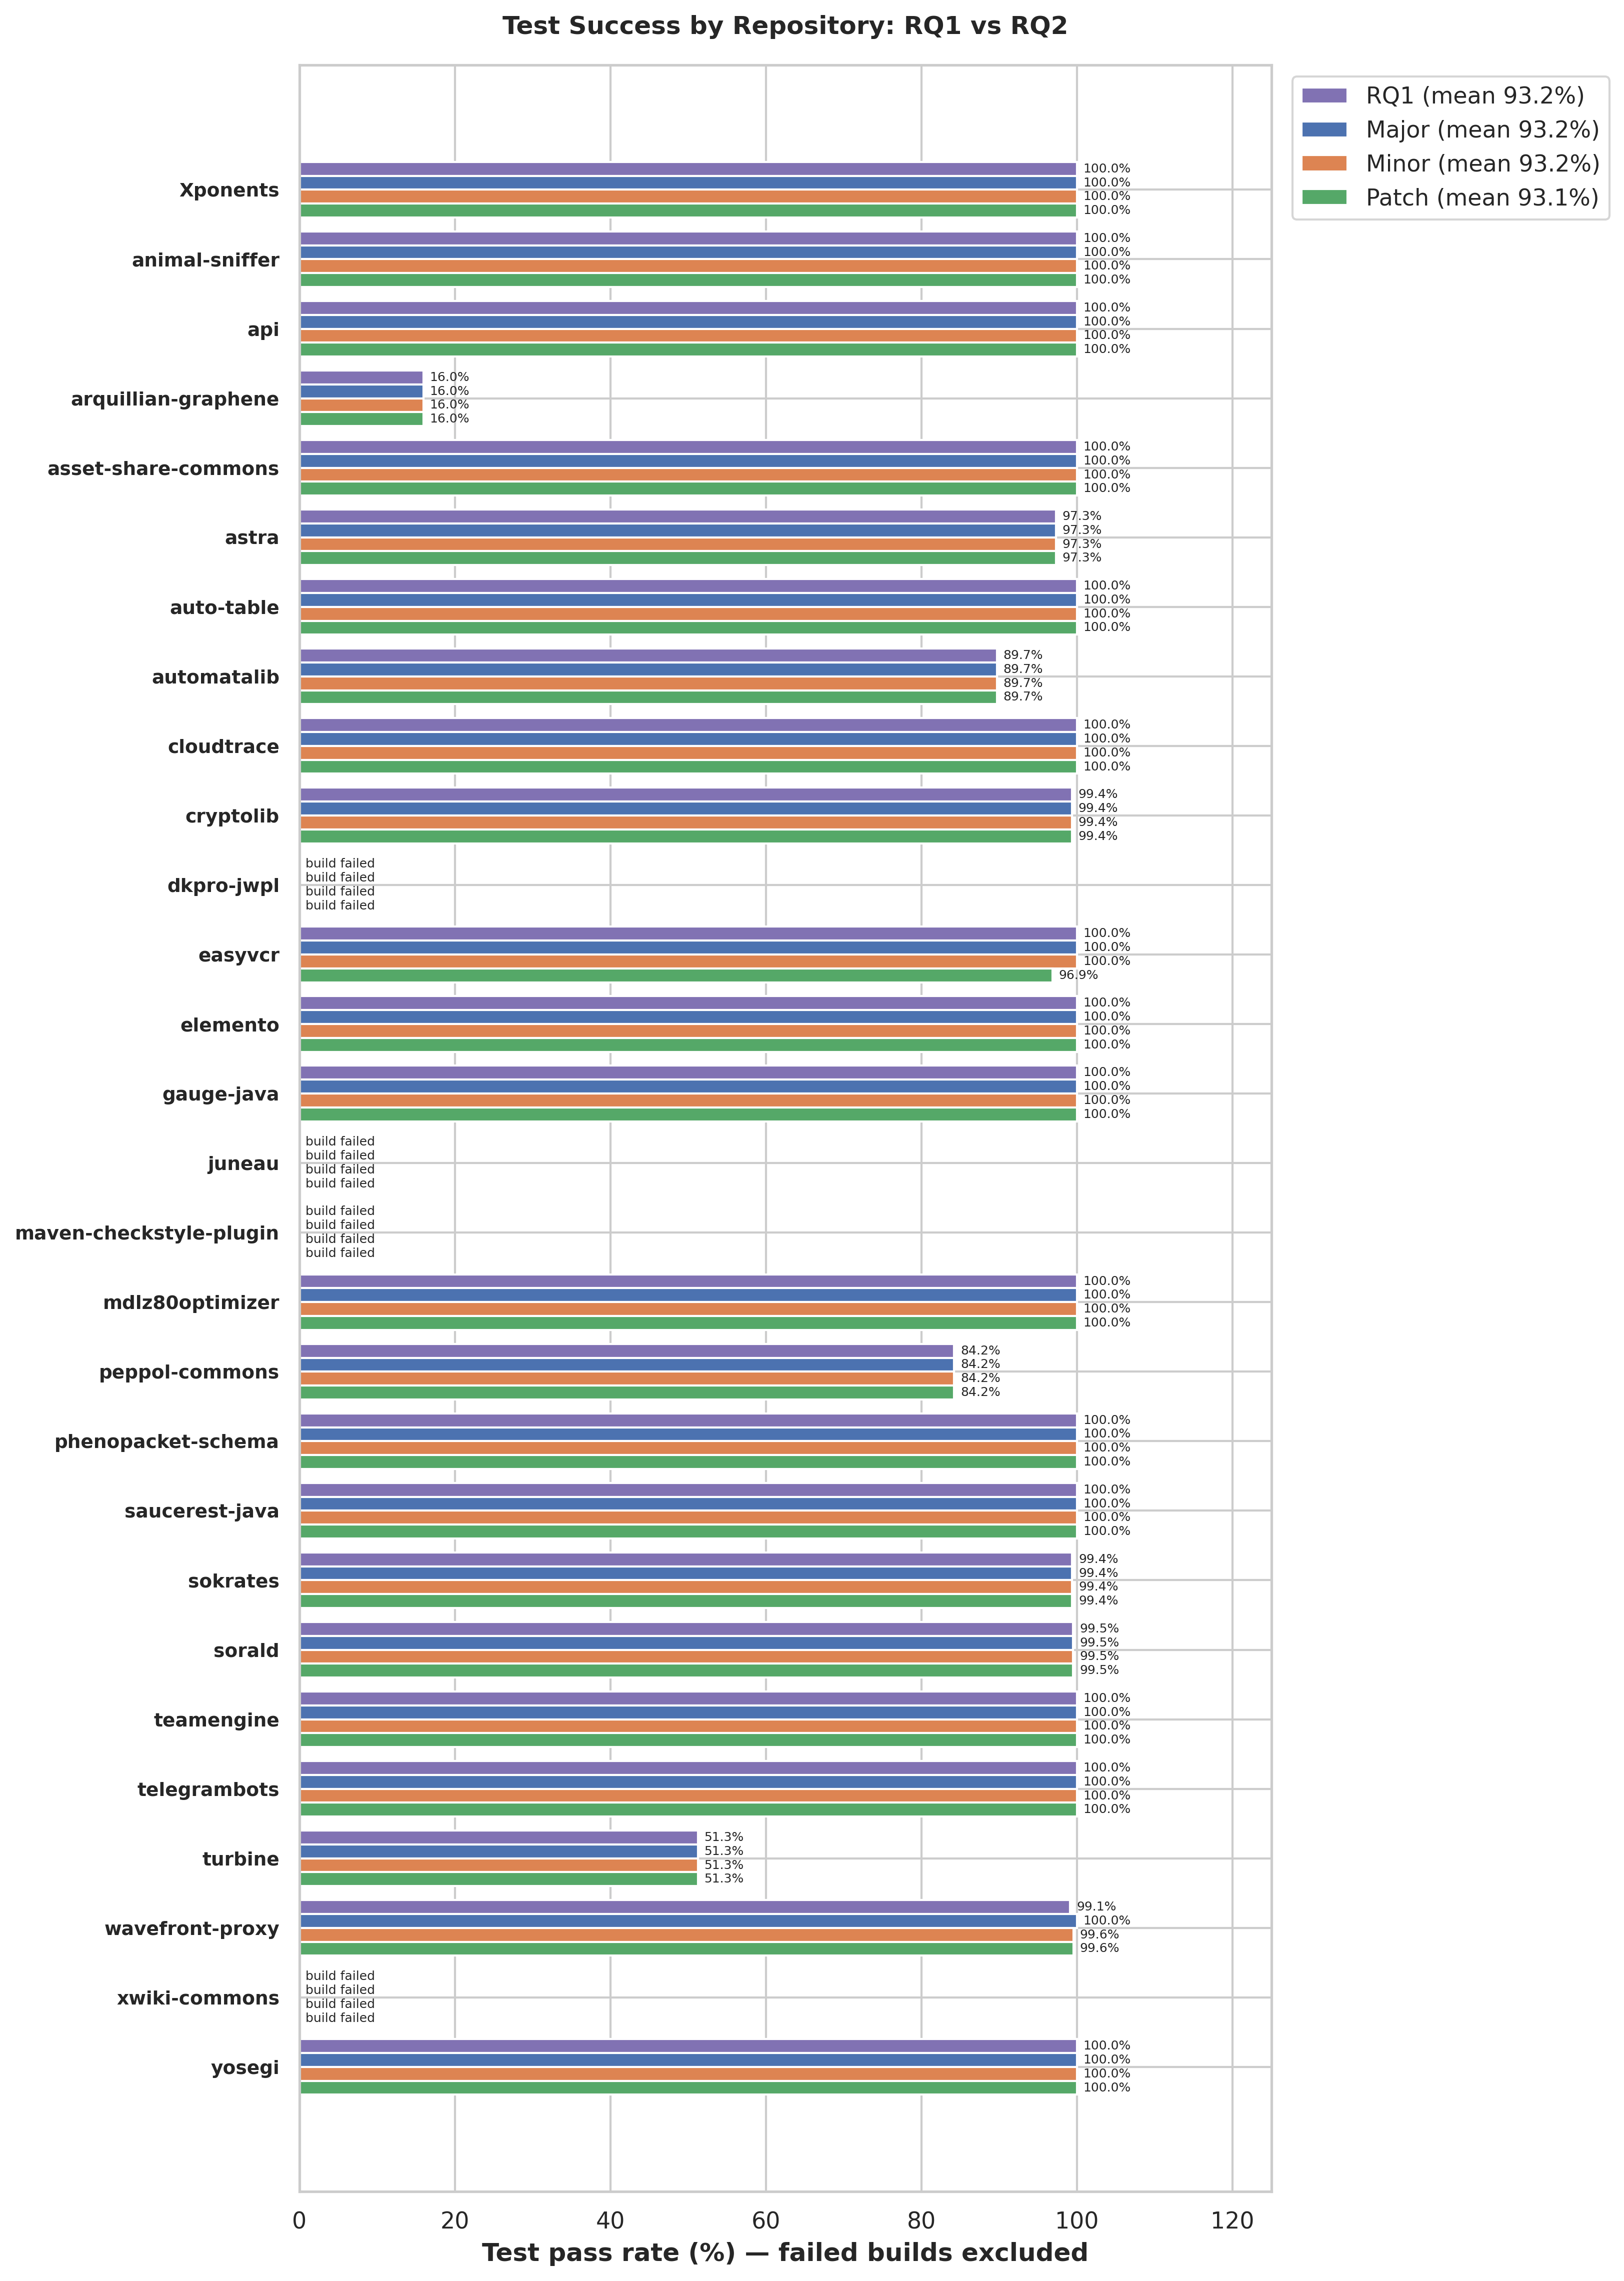 Test Success by Repository: RQ1 vs RQ2
RQ1 (mean 93.2%)
Major (mean 93.2%)
Minor (mean 93.2%)
Patch (mean 93.1%)
Xponents
100.0%
100.0%
100.0%
100.0%
animal-sniffer
100.0%
100.0%
100.0%
100.0%
api
100.0%
100.0%
100.0%
100.0%
arquillian-graphene
16.0%
16.0%
16.0%
16.0%
asset-share-commons
100.0%
100.0%
100.0%
100.0%
astra
97.3%
97.3%
97.3%
97.3%
auto-table
100.0%
100.0%
100.0%
100.0%
automatalib
89.7%
89.7%
89.7%
89.7%
cloudtrace
100.0%
100.0%
100.0%
100.0%
cryptolib
99.4%
99.4%
99.4%
99.4%
dkpro-jwpl
build failed
build failed
build failed
build failed
easyvcr
100.0%
100.0%
100.0%
96.9%
elemento
100.0%
100.0%
100.0%
100.0%
gauge-java
100.0%
100.0%
100.0%
100.0%
juneau
build failed
build failed
build failed
build failed
maven-checkstyle-plugin
build failed
build failed
build failed
build failed
mdlz80optimizer
100.0%
100.0%
100.0%
100.0%
peppol-commons
84.2%
84.2%
84.2%
84.2%
phenopacket-schema
100.0%
100.0%
100.0%
100.0%
saucerest-java
100.0%
100.0%
100.0%
100.0%
sokrates
99.4%
99.4%
99.4%
99.4%
sorald
99.5%
99.5%
99.5%
99.5%
teamengine
100.0%
100.0%
100.0%
100.0%
telegrambots
100.0%
100.0%
100.0%
100.0%
turbine
51.3%
51.3%
51.3%
51.3%
wavefront-proxy
99.1%
100.0%
99.6%
99.6%
xwiki-commons
build failed
build failed
build failed
build failed
yosegi
100.0%
100.0%
100.0%
100.0%
0 20 40 60 80 100 120
Test pass rate (%) — failed builds excluded